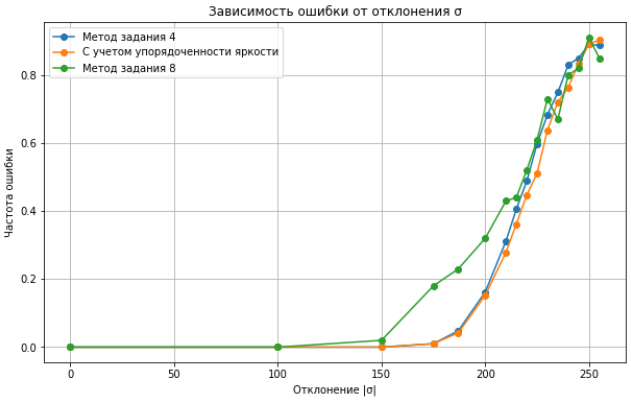 Зависимость ошибки от отклонения σ
Метод задания 4
С учетом упорядоченности яркости
Метод задания 8
Частота ошибки
0.8
0.6
0.4
0.2
0.0
0
50
100
150
200
250
Отклонение |σ|